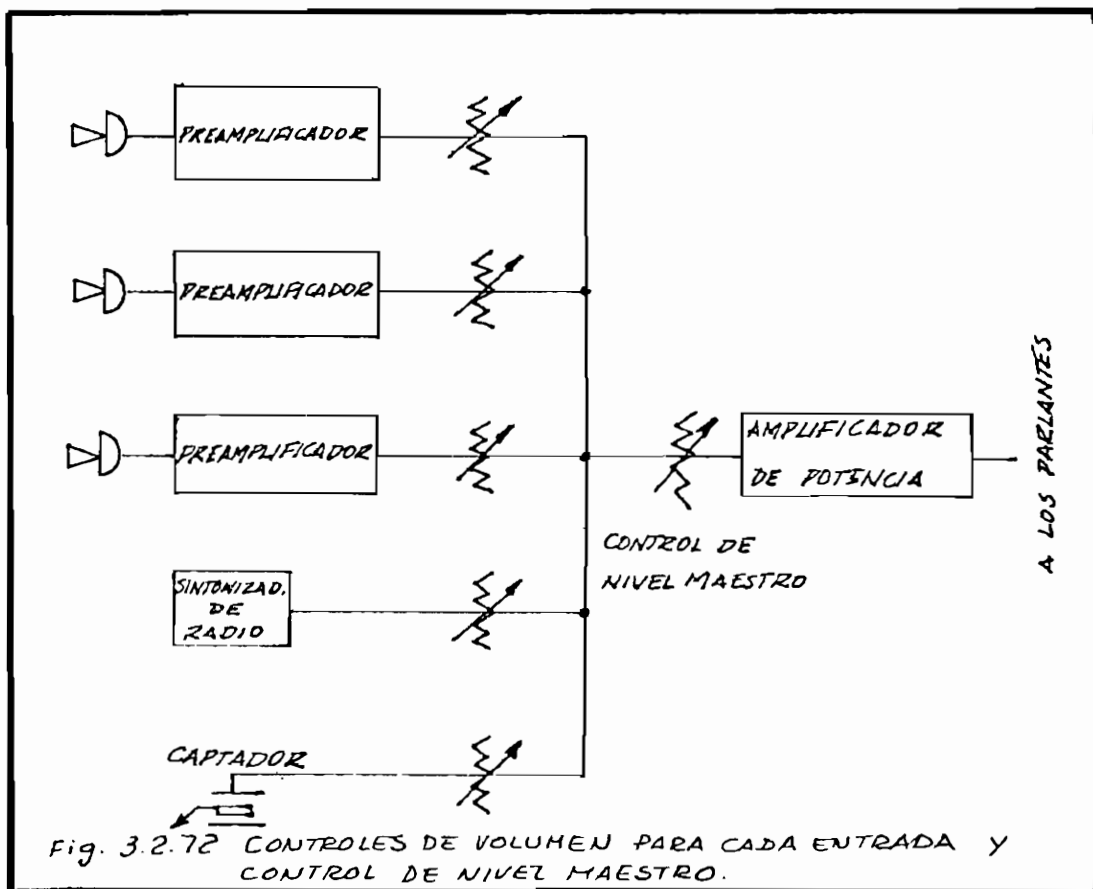 PREAMPLIFICADOR
PREAMPLIFICADOR
PREAMPLIFICADOR
AMPLIFICADOR
DE POTENCIA
A LOS PARLANTES
CONTROL DE
NIVEL MAESTRO
SINTONIZAD.
DE
RADIO
CAPTADOR
Fig. 3.2.72 CONTROLES DE VOLUMEN PARA CADA ENTRADA Y
CONTROL DE NIVEL MAESTRO.